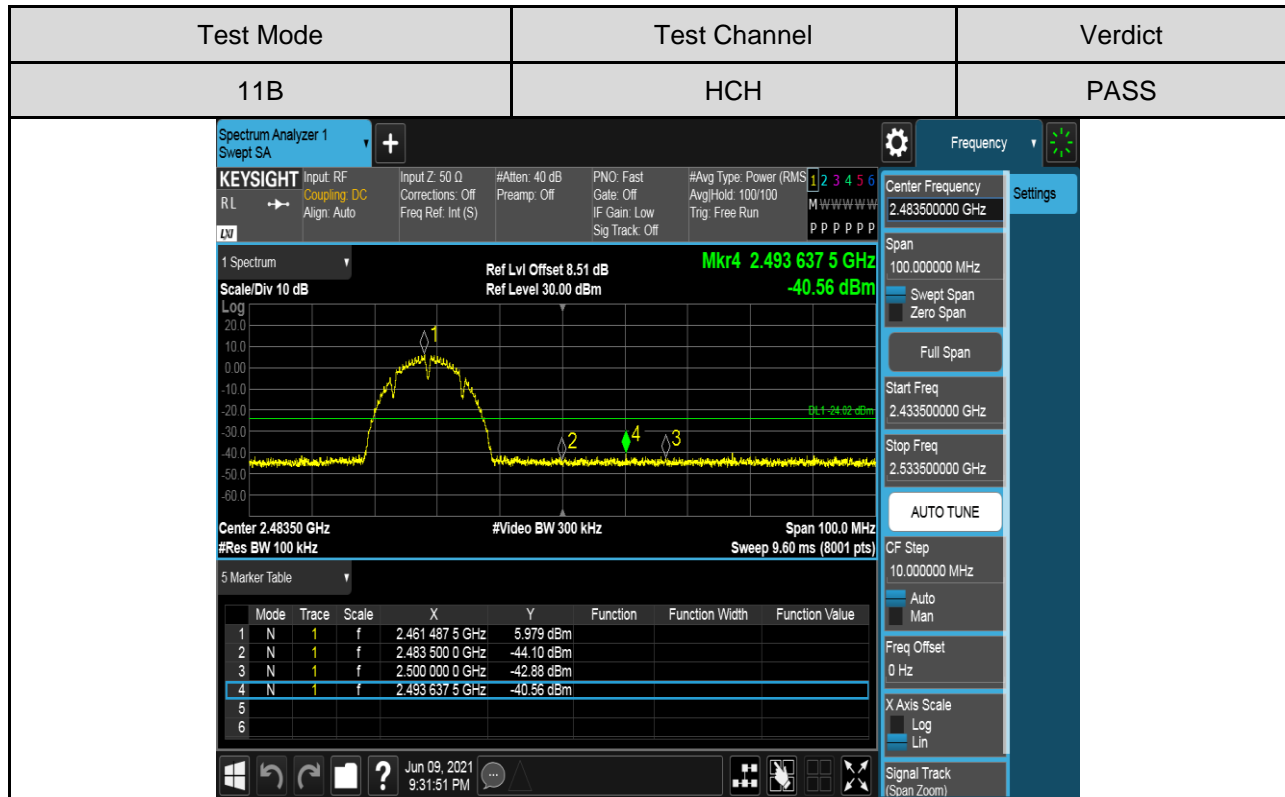 Test Mode Test Channel Verdict
11B HCH PASS
Spectrum Analyzer 1
Swept SA
+
Frequency
KEYSIGHT
RL
LXI
Input: RF
Coupling: DC
Align: Auto
Input Z: 50 Ω
Corrections: Off
Freq Ref: Int (S)
#Atten: 40 dB
Preamp: Off
PNO: Fast
Gate: Off
IF Gain: Low
Sig Track: Off
#Avg Type: Power (RMS
Avg|Hold: 100/100
Trig: Free Run
1 2 3 4 5 6
M W W W W W
P P P P P P
1 Spectrum
Scale/Div 10 dB
Ref Lvl Offset 8.51 dB
Ref Level 30.00 dBm
Mkr4 2.493 637 5 GHz
-40.56 dBm
Log
20.0
10.0
0.00
-10.0
-20.0
-30.0
-40.0
-50.0
-60.0
1
2
4
3
DL1 -24.02 dBm
Center 2.48350 GHz #Video BW 300 kHz Span 100.0 MHz
#Res BW 100 kHz Sweep 9.60 ms (8001 pts)
5 Marker Table
Mode Trace Scale X Y Function Function Width Function Value
1 N 1 f 2.461 487 5 GHz 5.979 dBm
2 N 1 f 2.483 500 0 GHz -44.10 dBm
3 N 1 f 2.500 000 0 GHz -42.88 dBm
4 N 1 f 2.493 637 5 GHz -40.56 dBm
5
6
?
Jun 09, 2021
9:31:51 PM
Center Frequency
2.483500000 GHz
Settings
Span
100.000000 MHz
Swept Span
Zero Span
Full Span
Start Freq
2.433500000 GHz
Stop Freq
2.533500000 GHz
AUTO TUNE
CF Step
10.000000 MHz
Auto
Man
Freq Offset
0 Hz
X Axis Scale
Log
Lin
Signal Track
(Span Zoom)